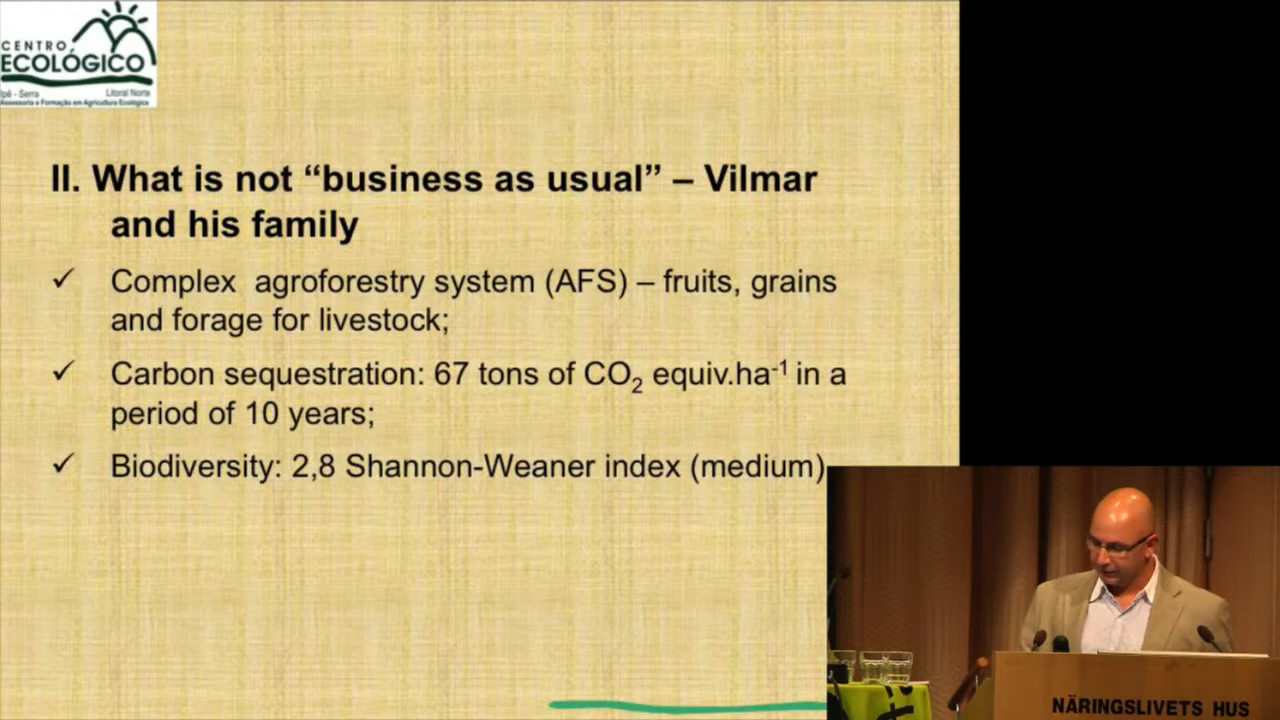 CENTRO
ECOLÓGICO
Ipê - Serra Litoral Norte
Assessoria e Formação em Agricultura Ecológica
II. What is not “business as usual” – Vilmar
and his family
✓ Complex agroforestry system (AFS) – fruits, grains
and forage for livestock;
✓ Carbon sequestration: 67 tons of CO₂ equiv.ha⁻¹ in a
period of 10 years;
✓ Biodiversity: 2,8 Shannon-Weaner index (medium)
NÄRINGSLIVETS HUS